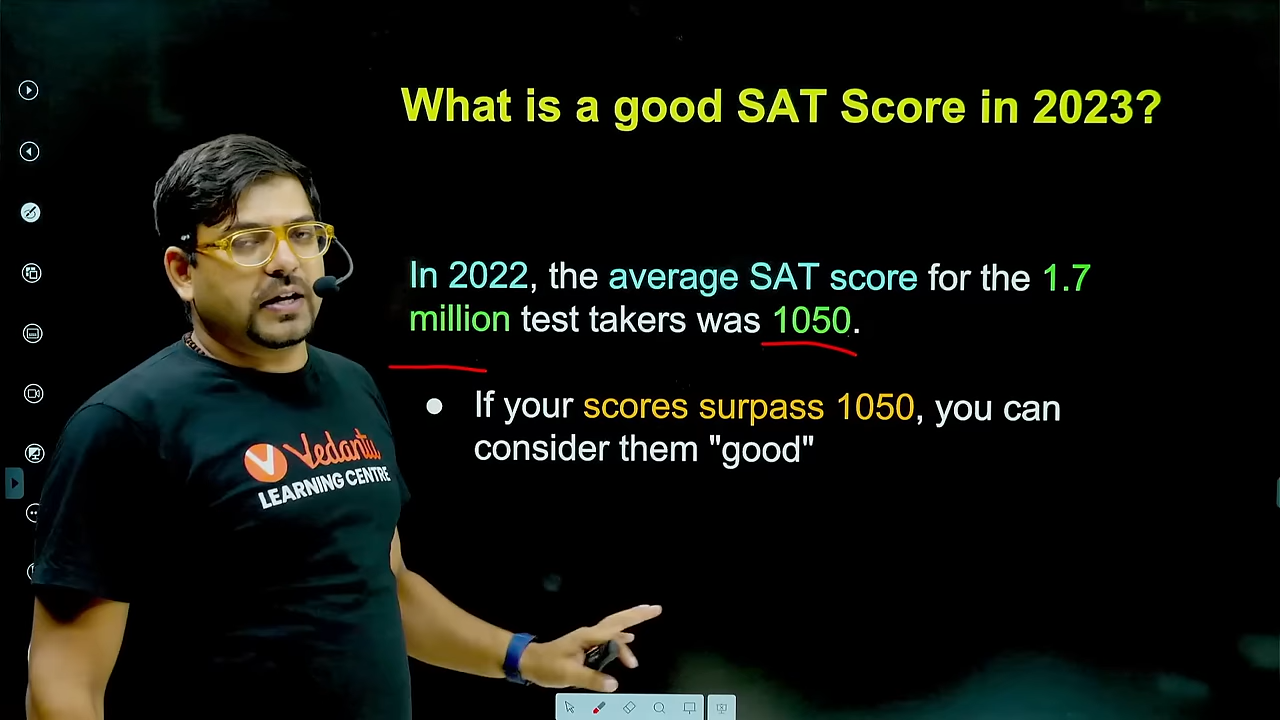 What is a good SAT Score in 2023?
In 2022, the average SAT score for the 1.7
million test takers was 1050.
● If your scores surpass 1050, you can
consider them "good"
V Vedantu
LEARNING CENTRE